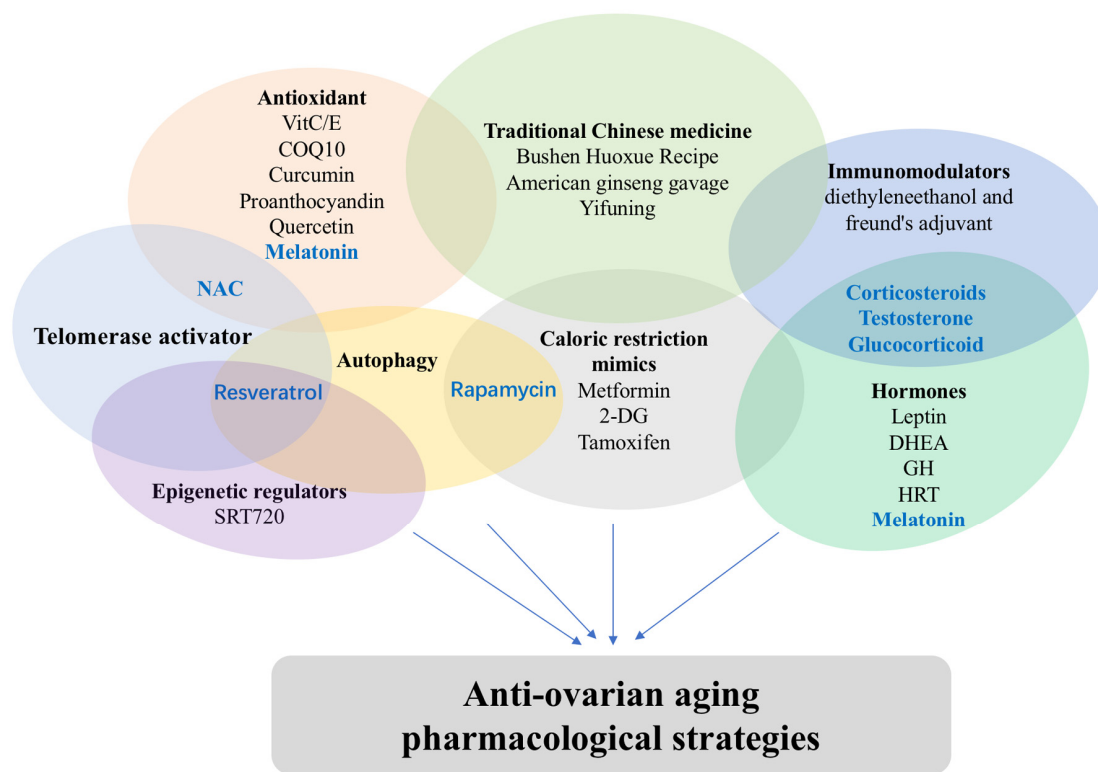 Antioxidant
VitC/E
COQ10
Curcumin
Proanthocyandin
Quercetin
Melatonin
Traditional Chinese medicine
Bushen Huoxue Recipe
American ginseng gavage
Yifuning
Immunomodulators
diethyleneethanol and
freund's adjuvant
NAC
Telomerase activator
Autophagy
Resveratrol
Rapamycin
Caloric restriction
mimics
Metformin
2-DG
Tamoxifen
Corticosteroids
Testosterone
Glucocorticoid
Hormones
Leptin
DHEA
GH
HRT
Melatonin
Epigenetic regulators
SRT720
Anti-ovarian aging
pharmacological strategies